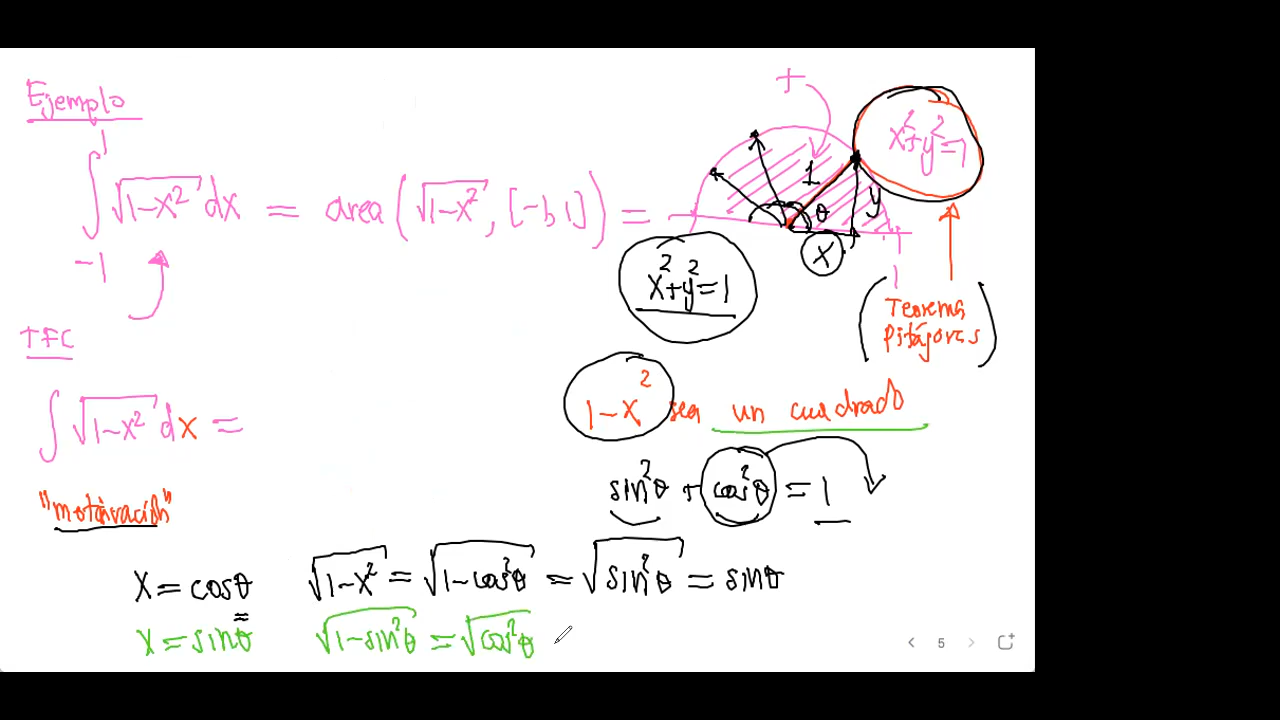 Ejemplo
∫_{-1}^{1} √(1-x²) dx = area(√(1-x²), [-1,1]) =
+
x²+y²=1
1
θ
y
x
1
x²+y²=1
(Teorema
Pitágoras)
TFC
∫ √(1-x²) dx =
1-x² sea un cuadrado
sin²θ + cos²θ = 1
"motivación"
x = cosθ √(1-x²) = √(1-cos²θ) = √(sin²θ) = sinθ
x = sinθ √(1-sin²θ) = √(cos²θ)
< 5 >